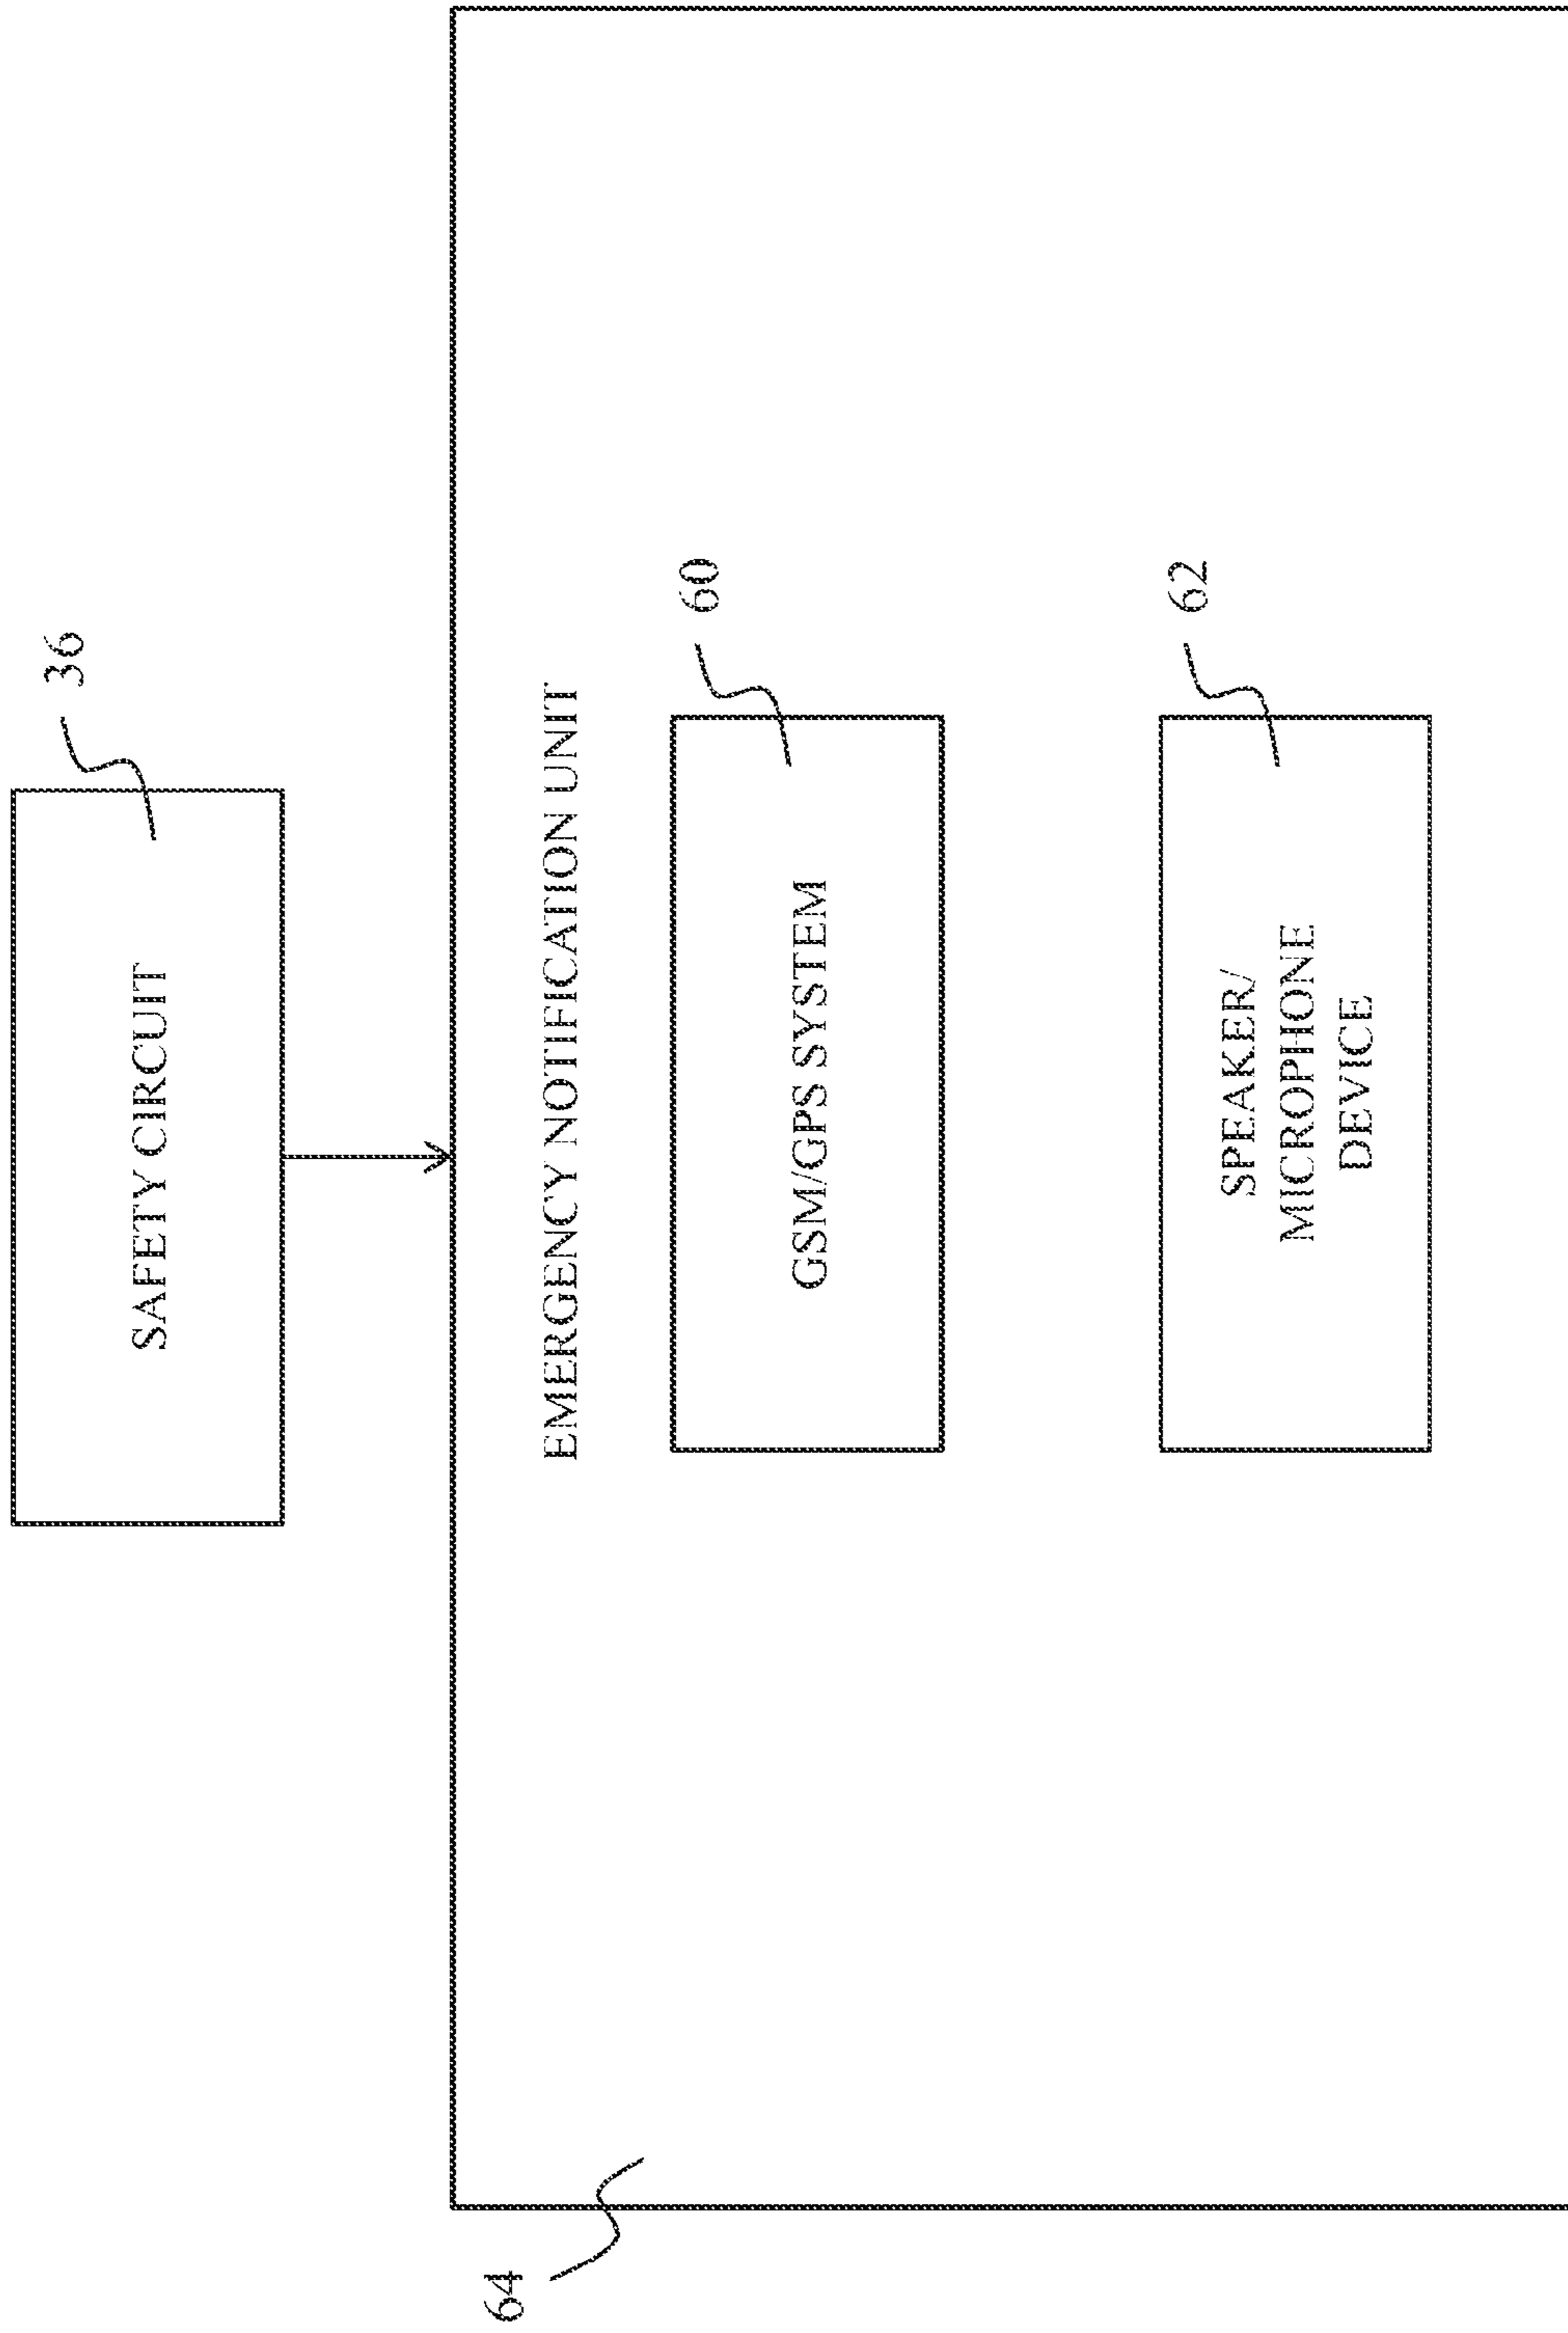 SAFETY CIRCUIT
36
64
EMERGENCY NOTIFICATION UNIT
GSM/GPS SYSTEM
60
SPEAKER/
MICROPHONE
DEVICE
62